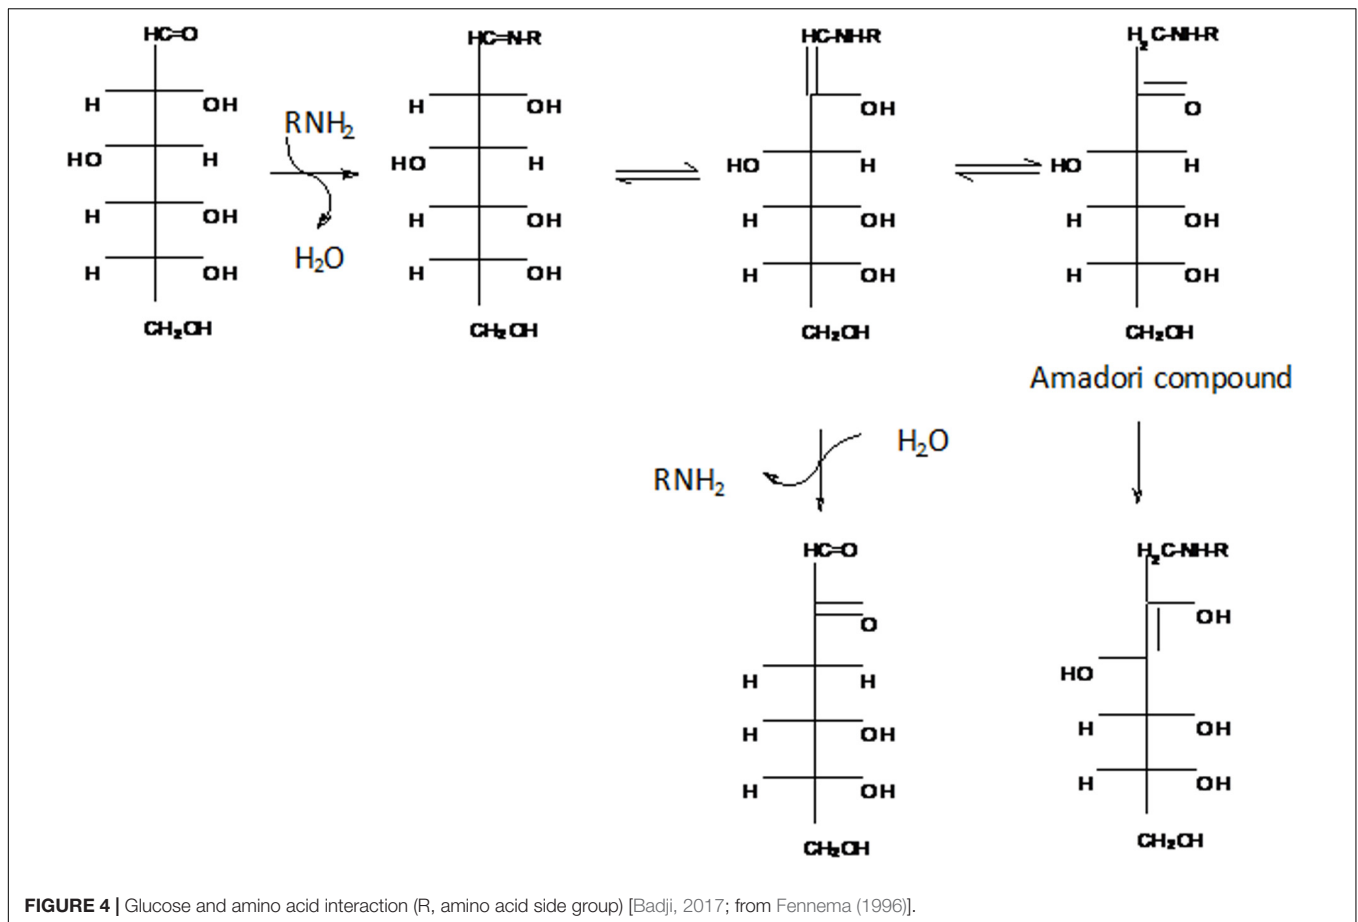 HC=O HC=N-R HC-NH-R H₂C-NH-R
H OH H OH OH O
RNH₂
HO H HO H HO H HO H
H OH H OH H OH H OH
H₂O
H OH H OH H OH H OH
CH₂OH CH₂OH CH₂OH CH₂OH
Amadori compound
H₂O
RNH₂
HC=O H₂C-NH-R
O OH
H H HO
H OH H OH
H OH H OH
CH₂OH CH₂OH
FIGURE 4 | Glucose and amino acid interaction (R, amino acid side group) [Badji, 2017; from Fennema (1996)].